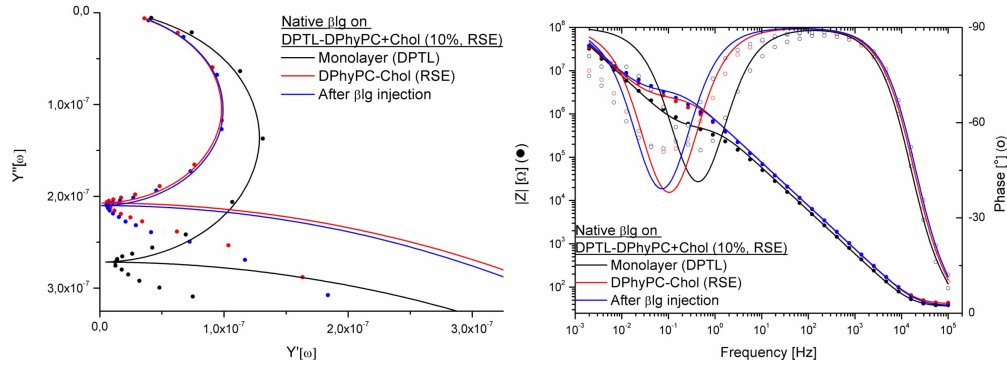 0,0
1,0x10⁻⁷
2,0x10⁻⁷
3,0x10⁻⁷
Y''[ω]
Native βlg on
DPTL-DPhyPC+Chol (10%, RSE)
Monolayer (DPTL)
DPhyPC-Chol (RSE)
After βlg injection
0,0
1,0x10⁻⁷
2,0x10⁻⁷
3,0x10⁻⁷
Y'[ω]
10⁸
10⁷
10⁶
10⁵
10⁴
10³
10²
|Z| [Ω] (●)
Native βlg on
DPTL-DPhyPC+Chol (10%, RSE)
Monolayer (DPTL)
DPhyPC-Chol (RSE)
After βlg injection
-90
-60
-30
0
Phase [°] (o)
10⁻³
10⁻²
10⁻¹
10⁰
10¹
10²
10³
10⁴
10⁵
Frequency [Hz]